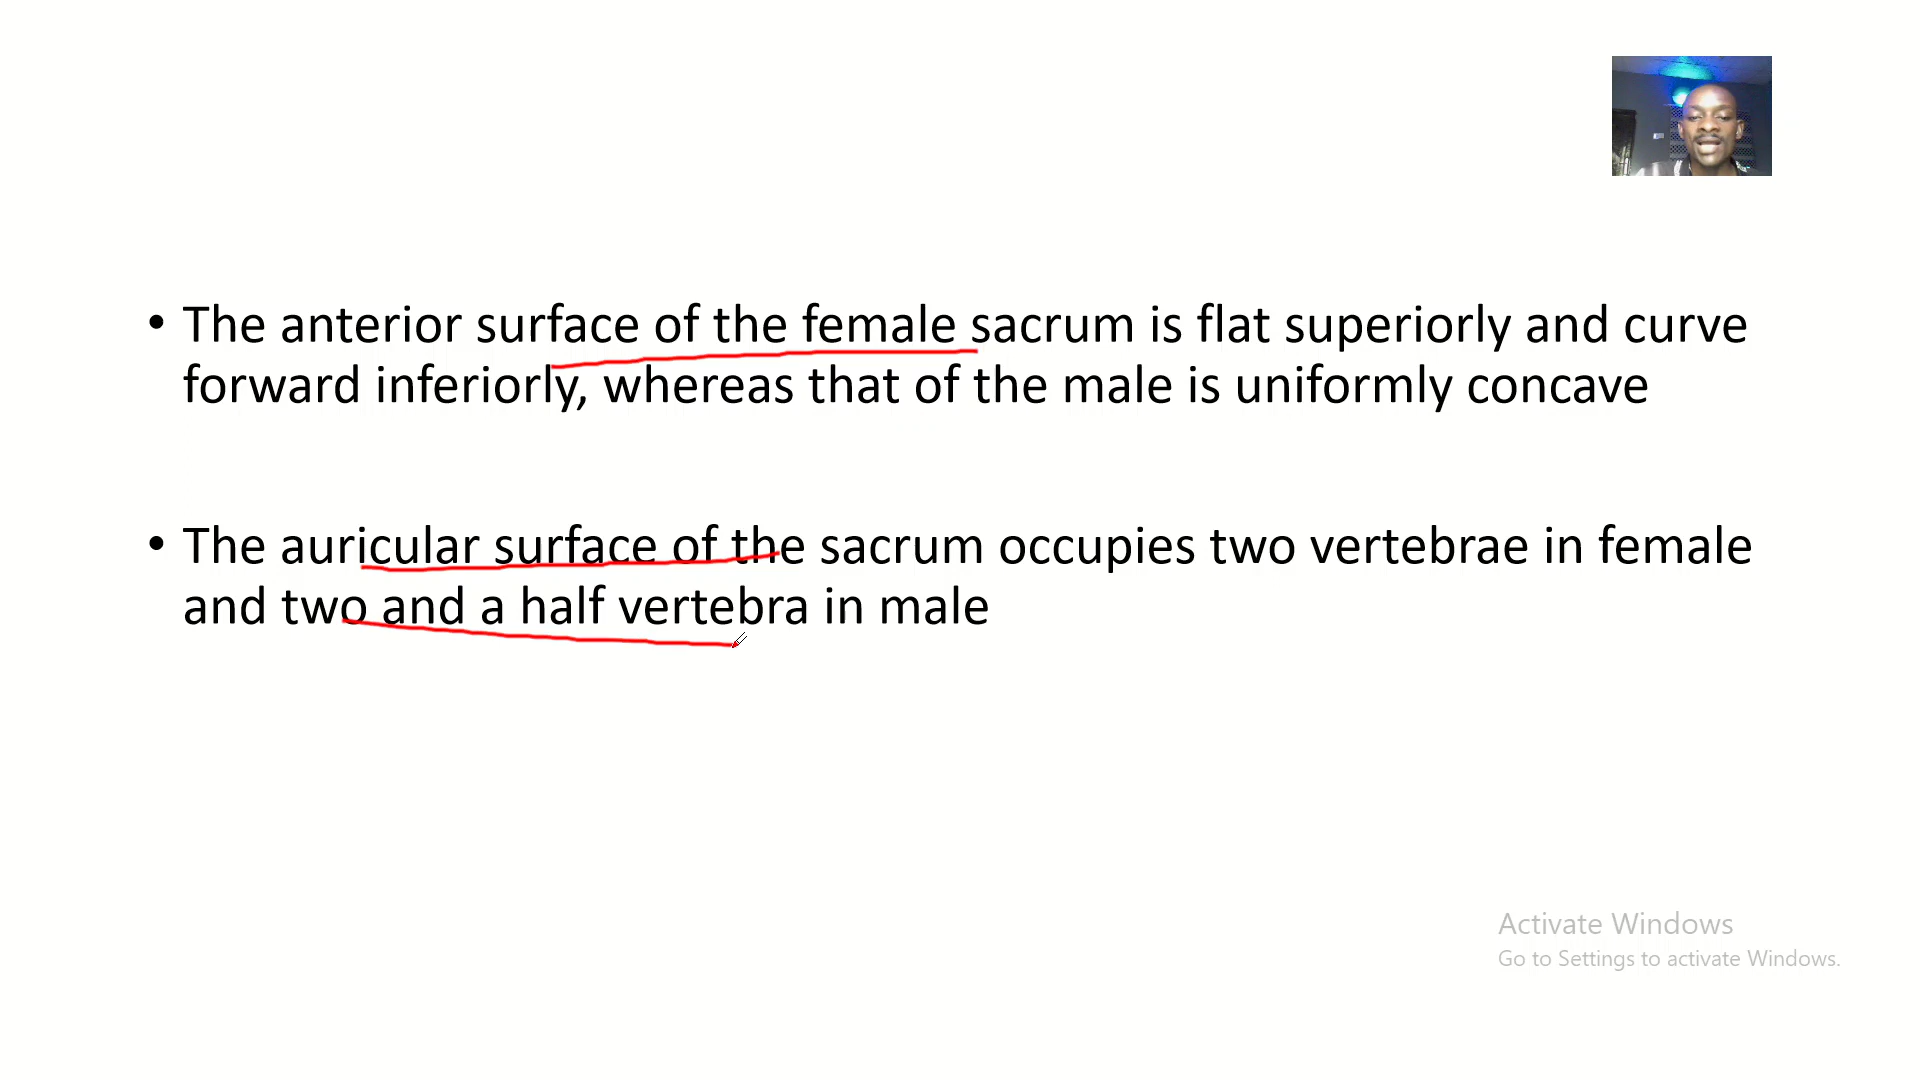 • The anterior surface of the female sacrum is flat superiorly and curve
forward inferiorly, whereas that of the male is uniformly concave
• The auricular surface of the sacrum occupies two vertebrae in female
and two and a half vertebra in male
Activate Windows
Go to Settings to activate Windows.